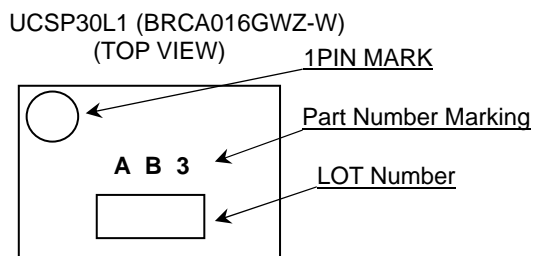 UCSP30L1 (BRCA016GWZ-W)
(TOP VIEW)
1PIN MARK
Part Number Marking
A B 3
LOT Number